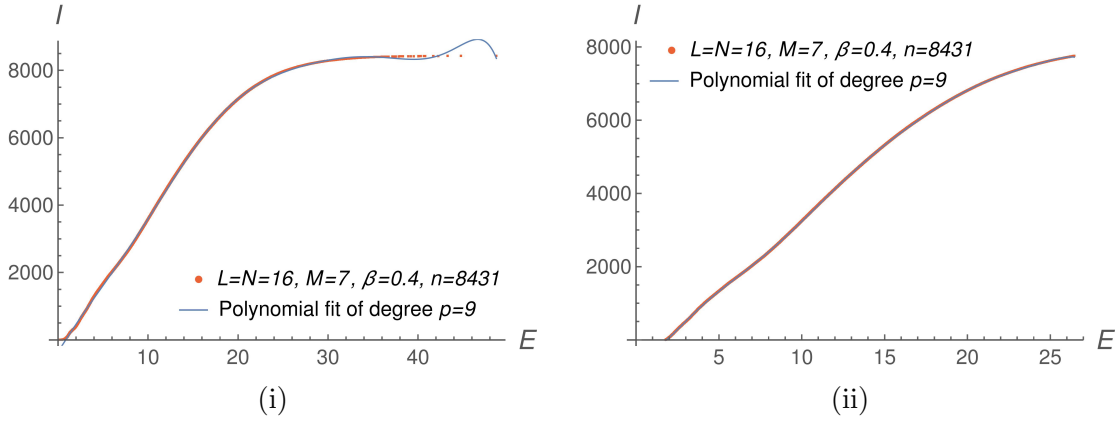 I
8000
6000
4000
2000
L=N=16, M=7, β=0.4, n=8431
Polynomial fit of degree p=9
10 20 30 40
E
(i)
I
8000
6000
4000
2000
L=N=16, M=7, β=0.4, n=8431
Polynomial fit of degree p=9
5 10 15 20 25
E
(ii)